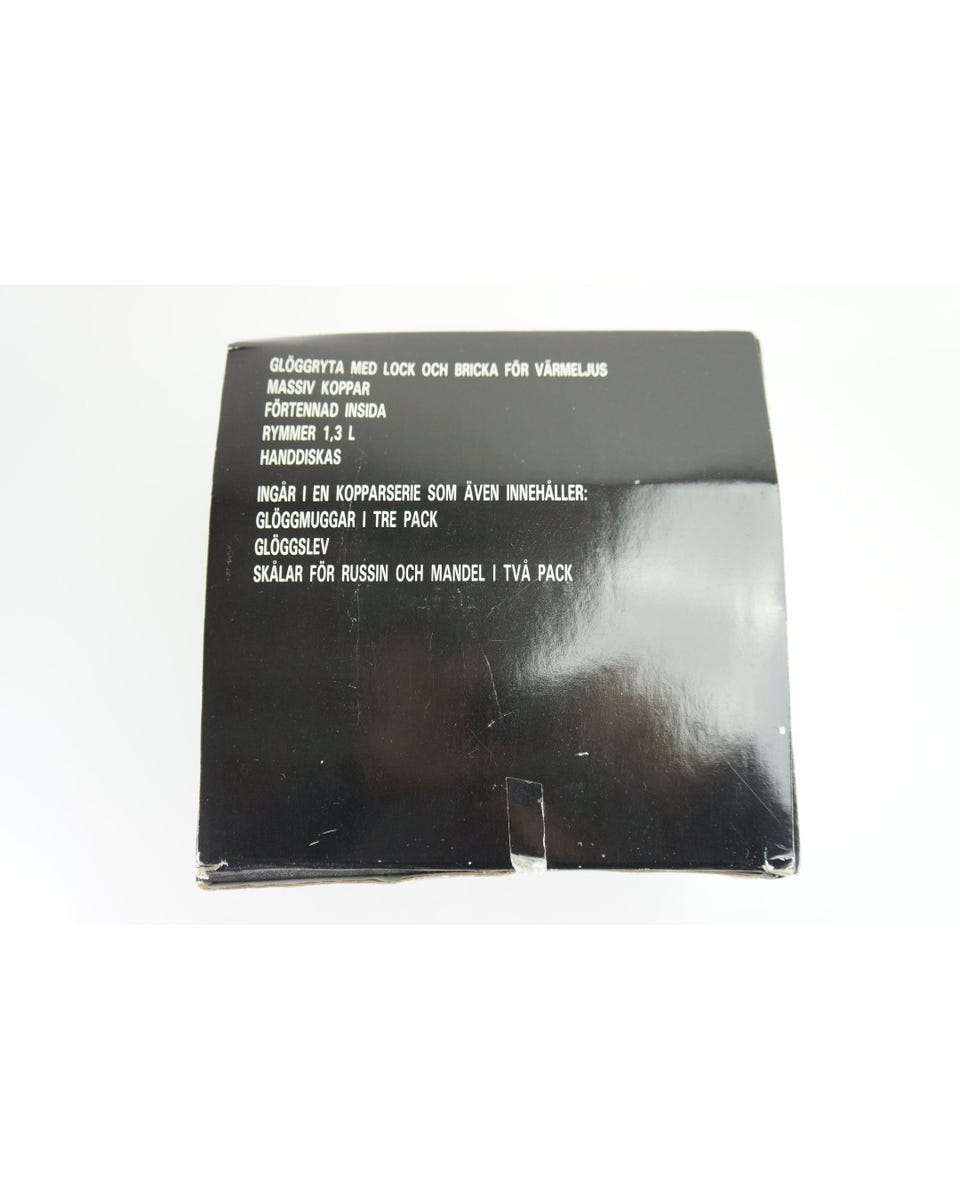 GLÖGGRYTA MED LOCK OCH BRICKA FÖR VÄRMELJUS
MASSIV KOPPAR
FÖRTENNAD INSIDA
RYMMER 1,3 L
HANDDISKAS
INGÅR I EN KOPPARSERIE SOM ÄVEN INNEHÅLLER:
GLÖGGMUGGAR I TRE PACK
GLÖGGSLEV
SKÅLAR FÖR RUSSIN OCH MANDEL I TVÅ PACK